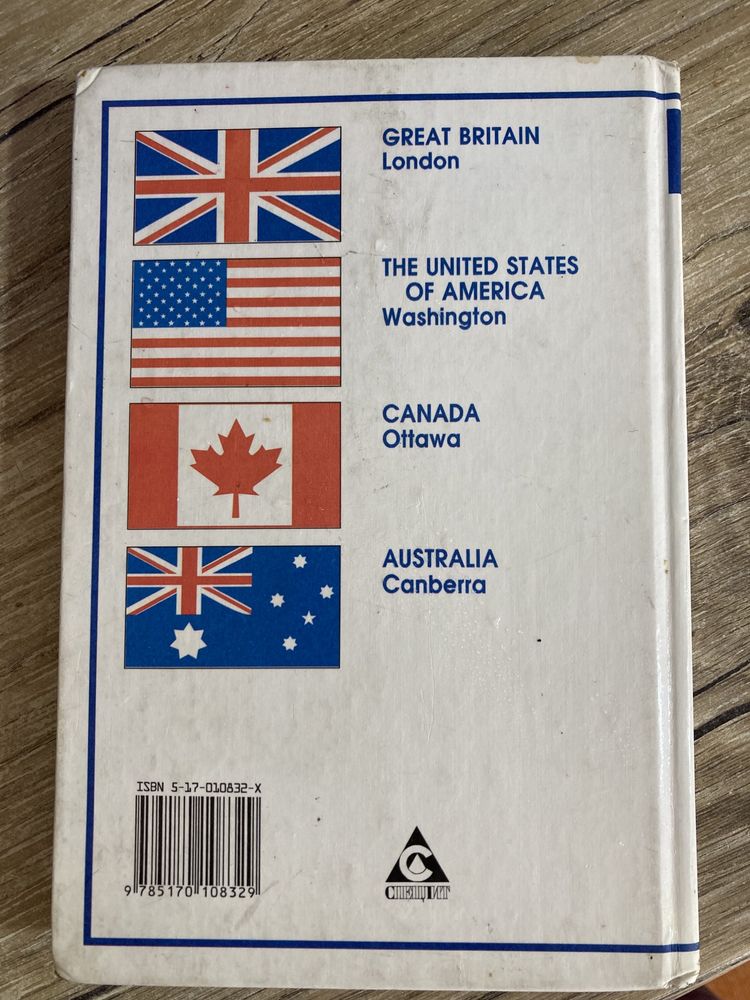 GREAT BRITAIN
London
THE UNITED STATES
OF AMERICA
Washington
CANADA
Ottawa
AUSTRALIA
Canberra
ISBN 5-17-010832-X
9 785170 108329
С
СПЕЦЛИТ